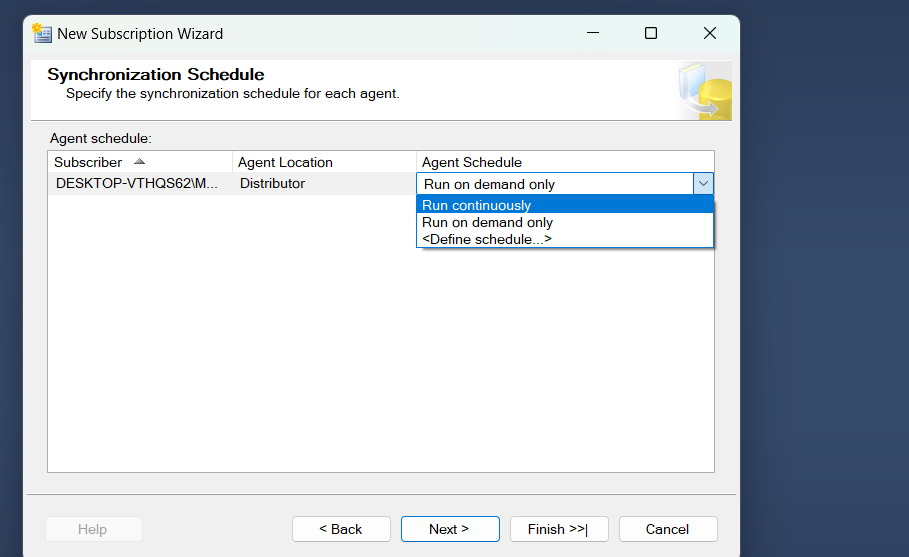 New Subscription Wizard
Synchronization Schedule
Specify the synchronization schedule for each agent.
Agent schedule:
Subscriber Agent Location Agent Schedule
DESKTOP-VTHQS62\M... Distributor Run on demand only
Run continuously
Run on demand only
<Define schedule...>
Help < Back Next > Finish >>| Cancel